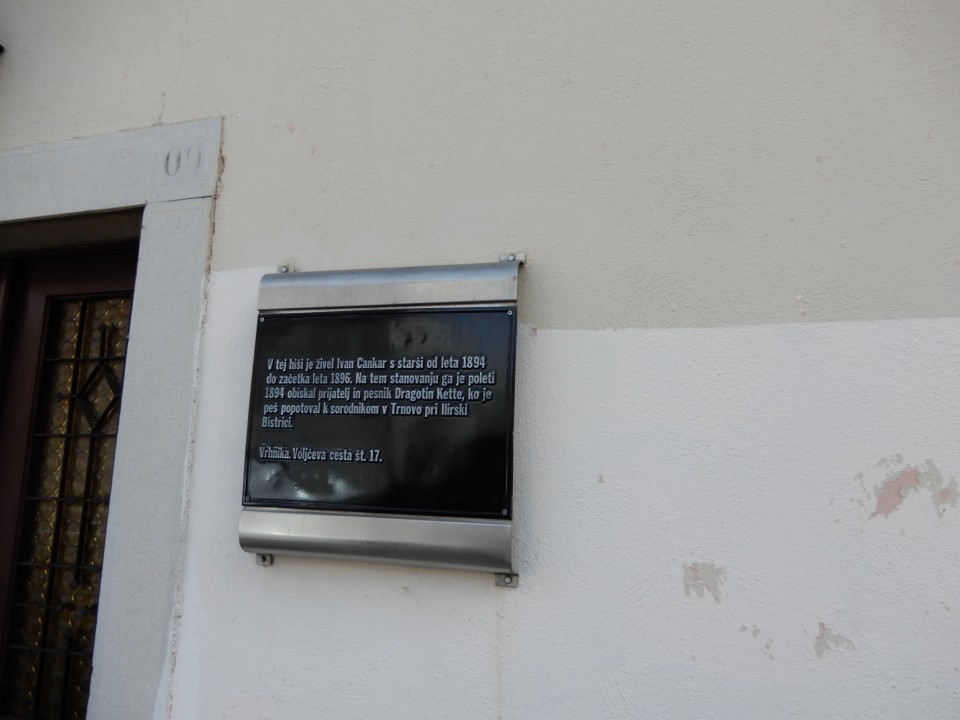 09
V tej hiši je živel Ivan Cankar s starši od leta 1894
do začetka leta 1896. Na tem stanovanju ga je poleti
1894 obiskal prijatelj in pesnik Dragotin Kette, ko je
peš popotoval k sorodnikom v Trnovo pri Ilirski
Bistrici.
Vrhnika. Voljčeva cesta št. 17.